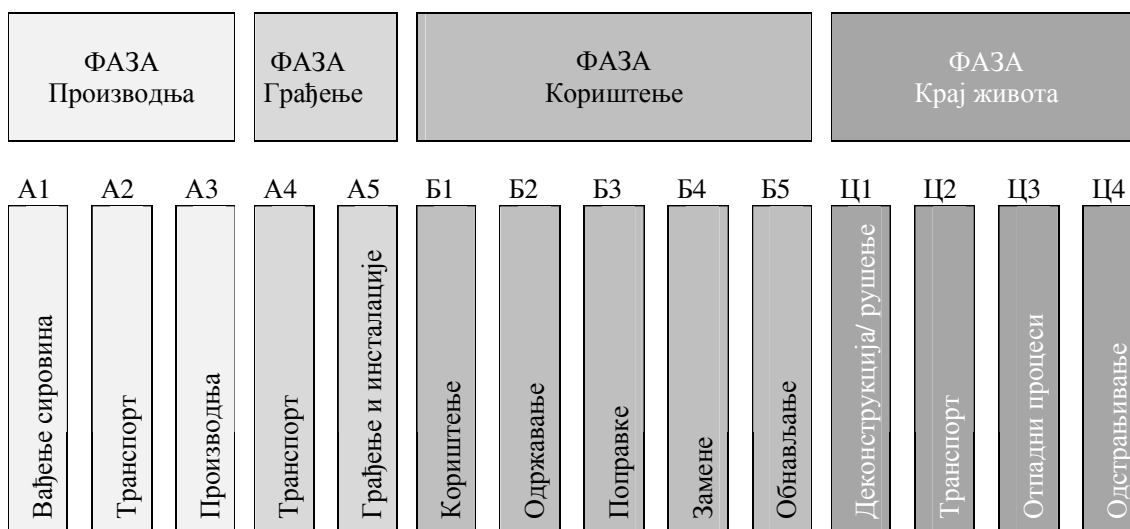 ФАЗА
Производња
ФАЗА
Грађење
ФАЗА
Кориштење
ФАЗА
Крај живота
А1
А2
А3
А4
А5
Б1
Б2
Б3
Б4
Б5
Ц1
Ц2
Ц3
Ц4
Вађење сировина
Транспорт
Производња
Транспорт
Грађење и инсталације
Кориштење
Одржавање
Поправке
Замене
Обнављање
Деконструкција/ рушење
Транспорт
Отпадни процеси
Одстрањивање